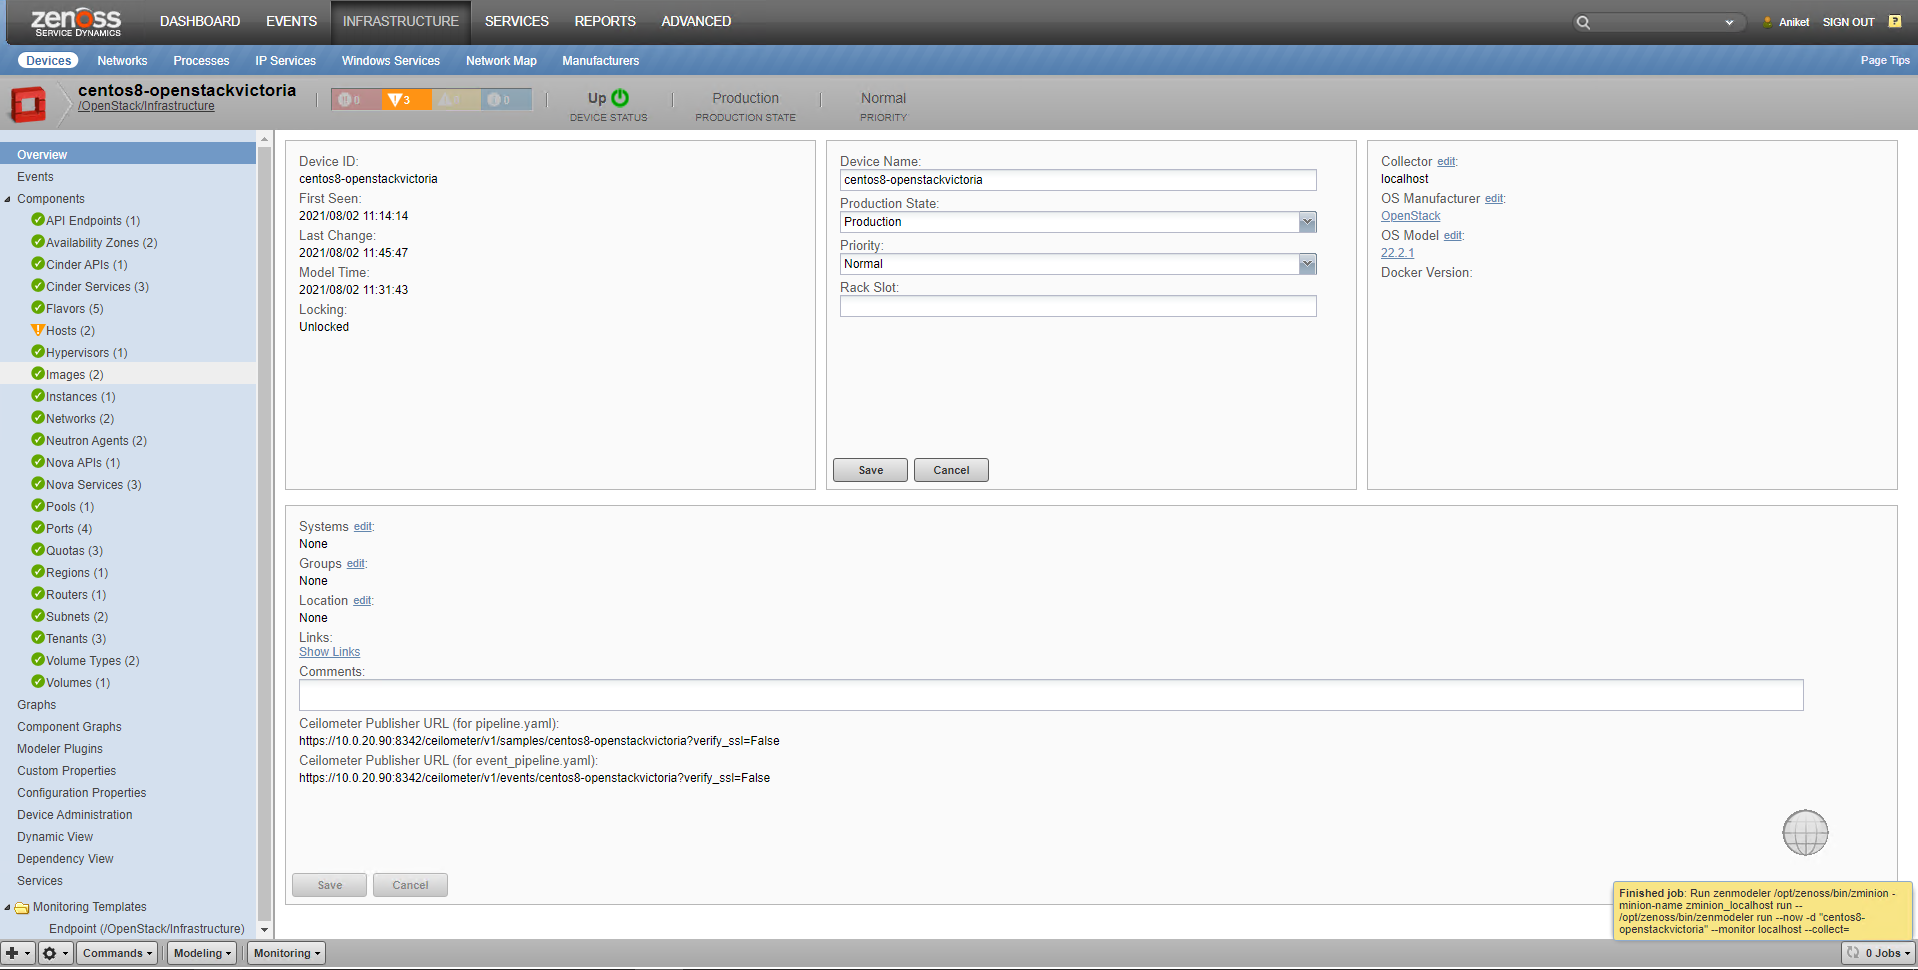 zenoss
SERVICE DYNAMICS
DASHBOARD EVENTS INFRASTRUCTURE SERVICES REPORTS ADVANCED
Aniket SIGN OUT ?
Devices Networks Processes IP Services Windows Services Network Map Manufacturers Page Tips
centos8-openstackvictoria
/OpenStack/Infrastructure
0 3 0
Up
DEVICE STATUS
Production
PRODUCTION STATE
Normal
PRIORITY
Overview
Events
Components
API Endpoints (1)
Availability Zones (2)
Cinder APIs (1)
Cinder Services (3)
Flavors (5)
Hosts (2)
Hypervisors (1)
Images (2)
Instances (1)
Networks (2)
Neutron Agents (2)
Nova APIs (1)
Nova Services (3)
Pools (1)
Ports (4)
Quotas (3)
Regions (1)
Routers (1)
Subnets (2)
Tenants (3)
Volume Types (2)
Volumes (1)
Graphs
Component Graphs
Modeler Plugins
Custom Properties
Configuration Properties
Device Administration
Dynamic View
Dependency View
Services
Monitoring Templates
Endpoint (/OpenStack/Infrastructure)
Device ID:
centos8-openstackvictoria
First Seen:
2021/08/02 11:14:14
Last Change:
2021/08/02 11:45:47
Model Time:
2021/08/02 11:31:43
Locking:
Unlocked
Device Name:
centos8-openstackvictoria
Production State:
Production
Priority:
Normal
Rack Slot:
Save Cancel
Collector edit:
localhost
OS Manufacturer edit:
OpenStack
OS Model edit:
22.2.1
Docker Version:
Systems edit:
None
Groups edit:
None
Location edit:
None
Links:
Show Links
Comments:
Ceilometer Publisher URL (for pipeline.yaml):
https://10.0.20.90:8342/ceilometer/v1/samples/centos8-openstackvictoria?verify_ssl=False
Ceilometer Publisher URL (for event_pipeline.yaml):
https://10.0.20.90:8342/ceilometer/v1/events/centos8-openstackvictoria?verify_ssl=False
Save Cancel
Finished job: Run zenmodeler /opt/zenoss/bin/zminion -
minion-name zminion_localhost run --
/opt/zenoss/bin/zenmodeler run --now -d "centos8-
openstackvictoria" --monitor localhost --collect=
Commands Modeling Monitoring 0 Jobs